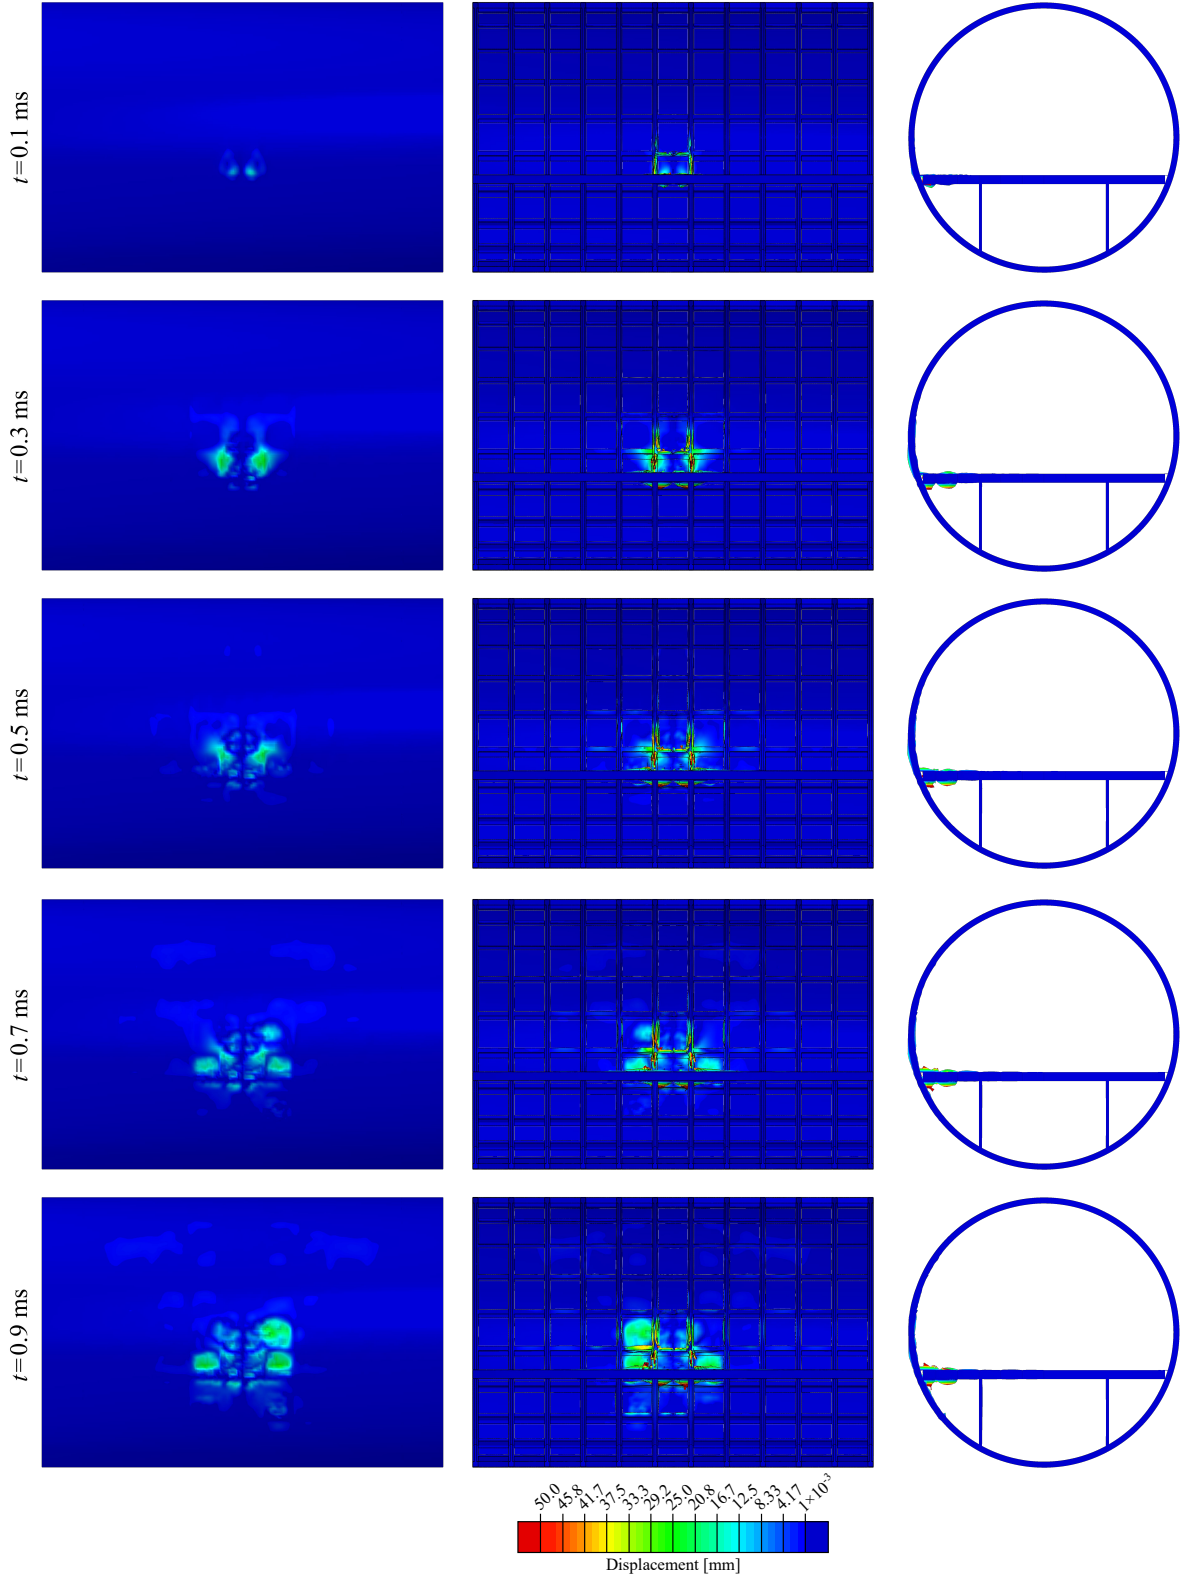 t=0.1 ms
t=0.3 ms
t=0.5 ms
t=0.7 ms
t=0.9 ms
50.0
45.8
41.7
37.5
33.3
29.2
25.0
20.8
16.7
12.5
8.33
4.17
1×10⁻³
Displacement [mm]